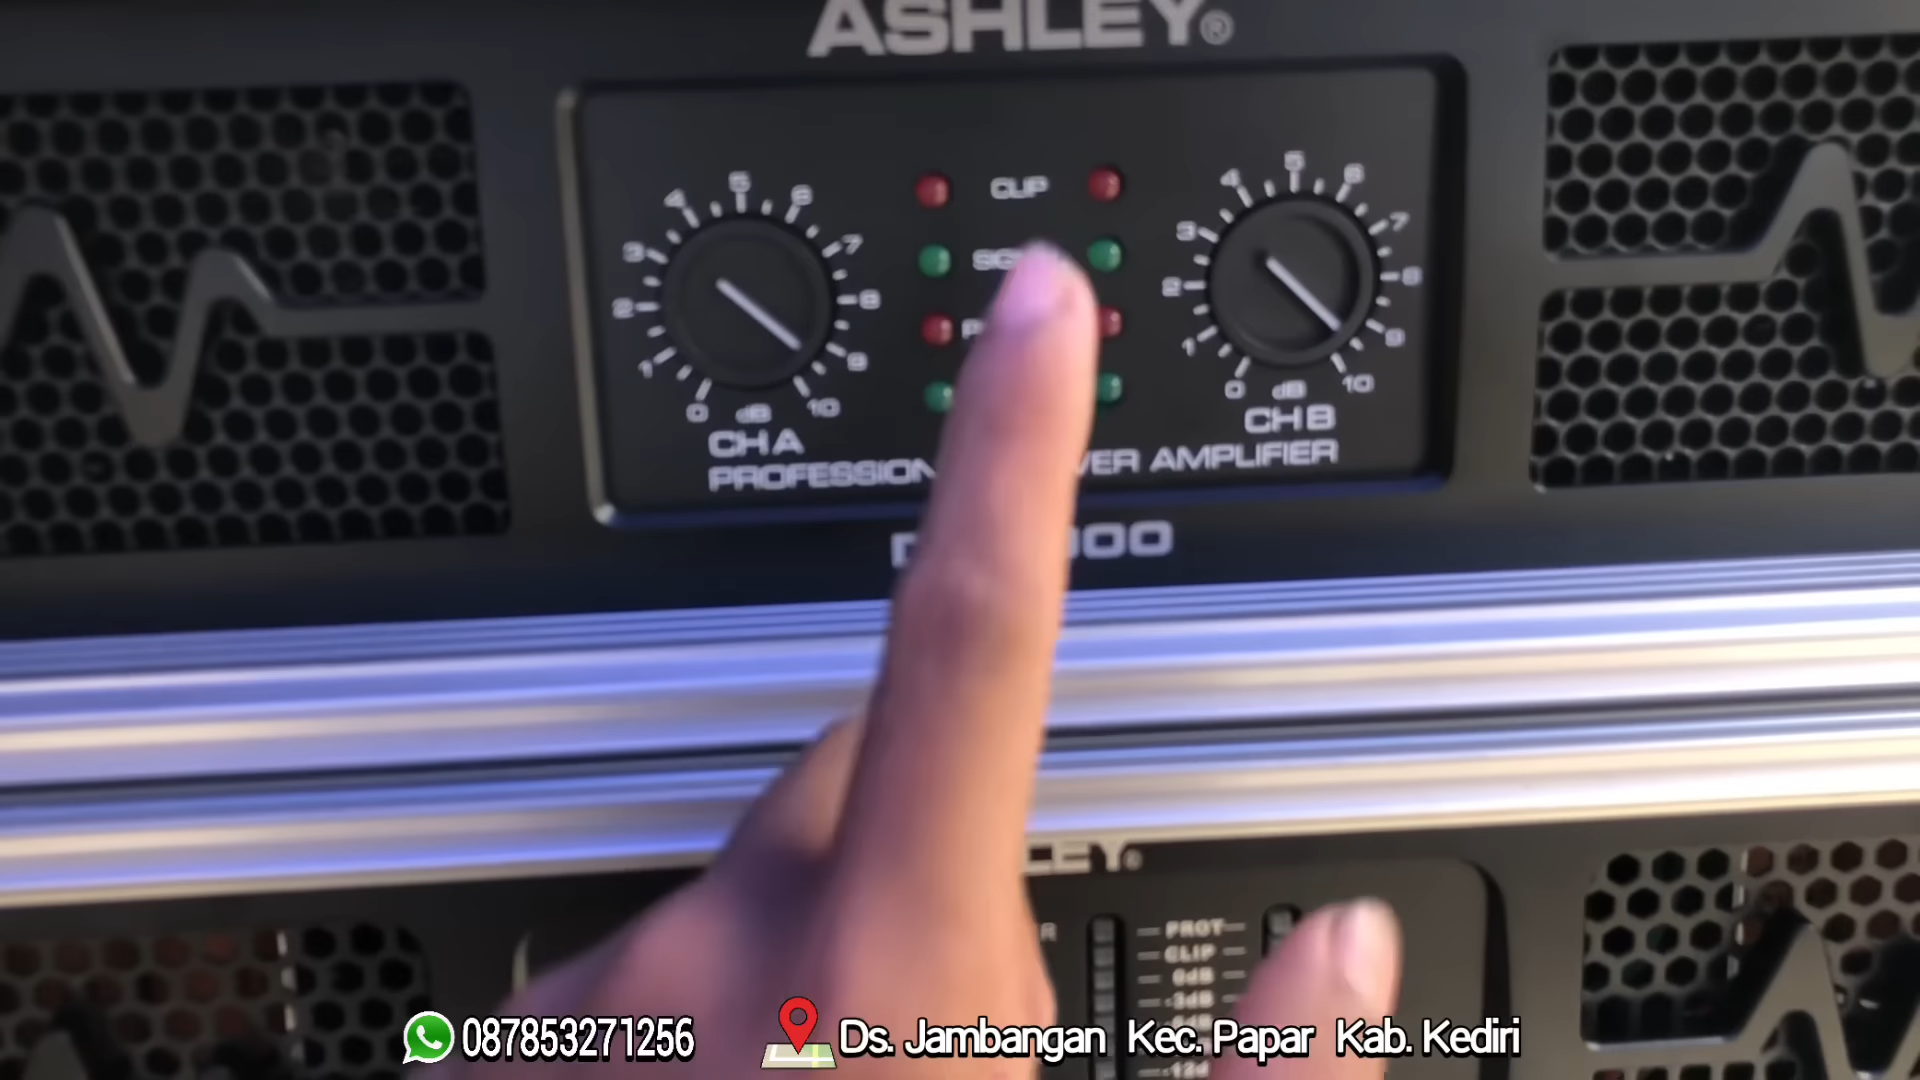 ASHLEY®
CLIP
4 5 6
3 7
2 8
1 9
0 dB 10
4 5 6
3 7
2 8
1 9
0 dB 10
CH A
CH B
AMPLIFIER
PROT
CLIP
0dB
-3dB
087853271256
Ds. Jambangan Kec. Papar Kab. Kediri